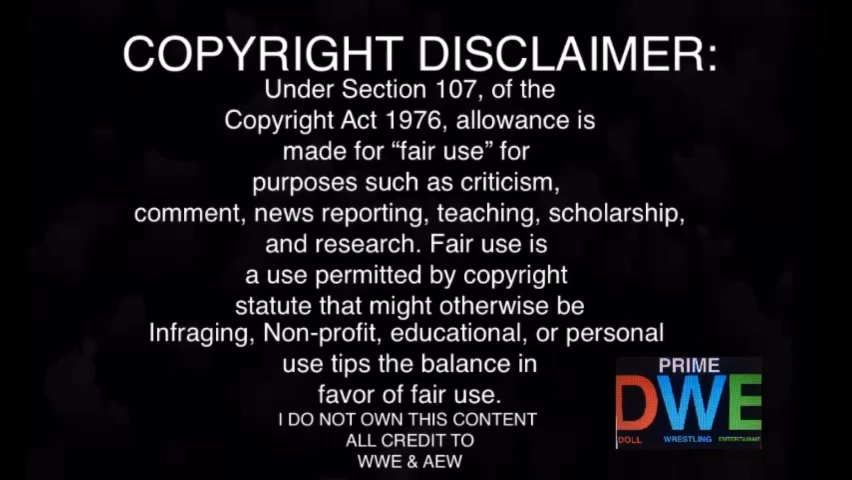 COPYRIGHT DISCLAIMER:
Under Section 107, of the
Copyright Act 1976, allowance is
made for “fair use” for
purposes such as criticism,
comment, news reporting, teaching, scholarship,
and research. Fair use is
a use permitted by copyright
statute that might otherwise be
Infraging, Non-profit, educational, or personal
use tips the balance in
favor of fair use.
I DO NOT OWN THIS CONTENT
ALL CREDIT TO
WWE & AEW
PRIME
DWE
DOLL WRESTLING